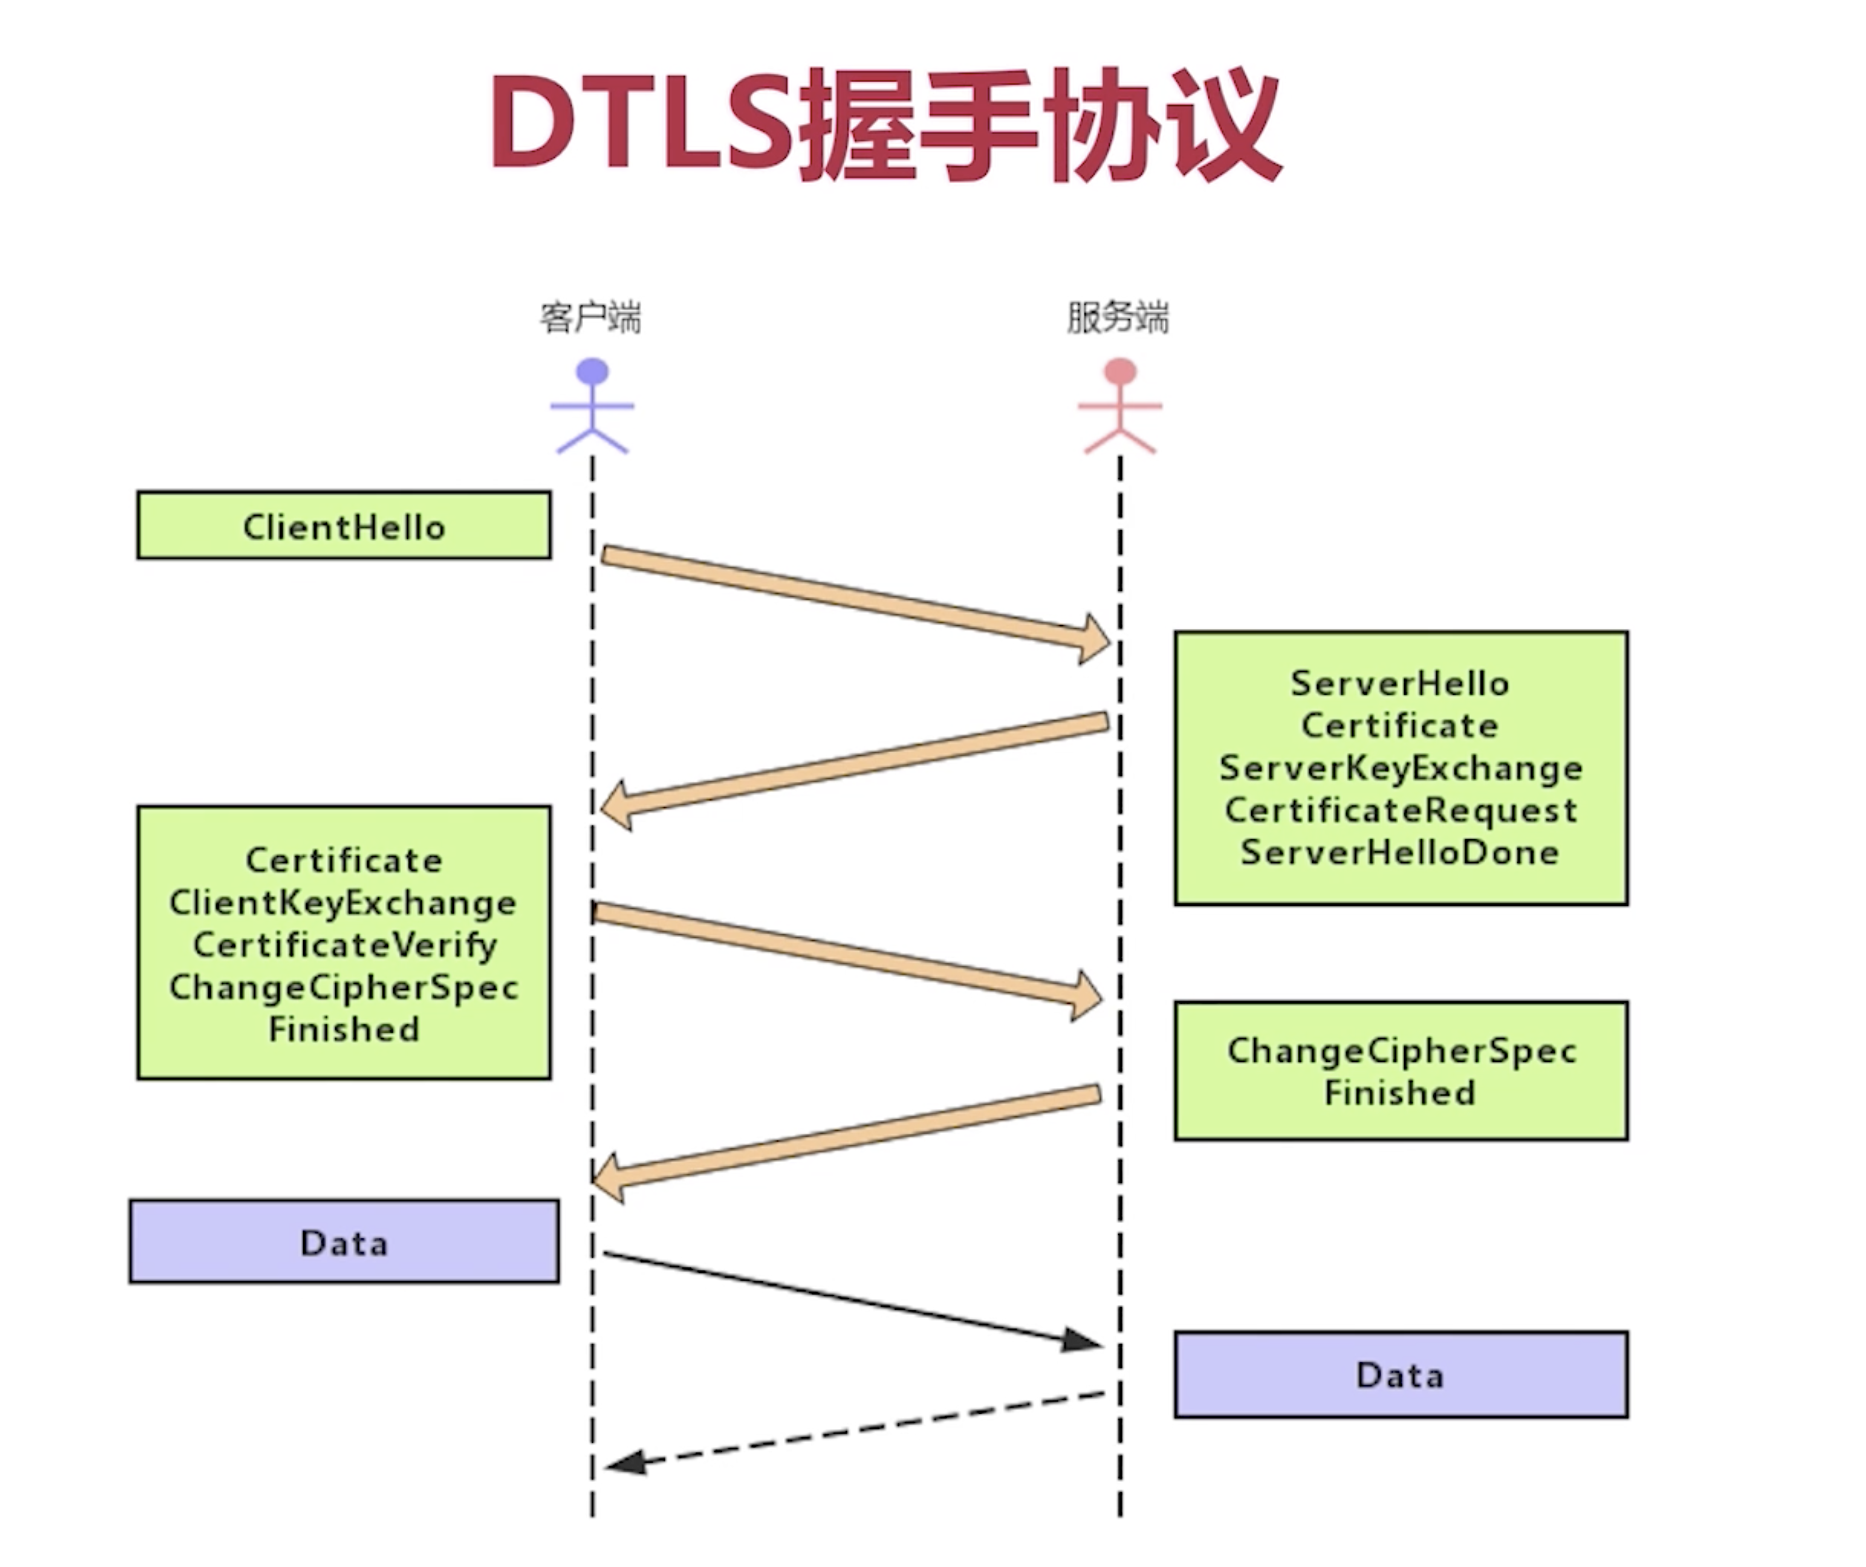 DTLS握手协议
客户端
服务端
ClientHello
ServerHello
Certificate
ServerKeyExchange
CertificateRequest
ServerHelloDone
Certificate
ClientKeyExchange
CertificateVerify
ChangeCipherSpec
Finished
ChangeCipherSpec
Finished
Data
Data